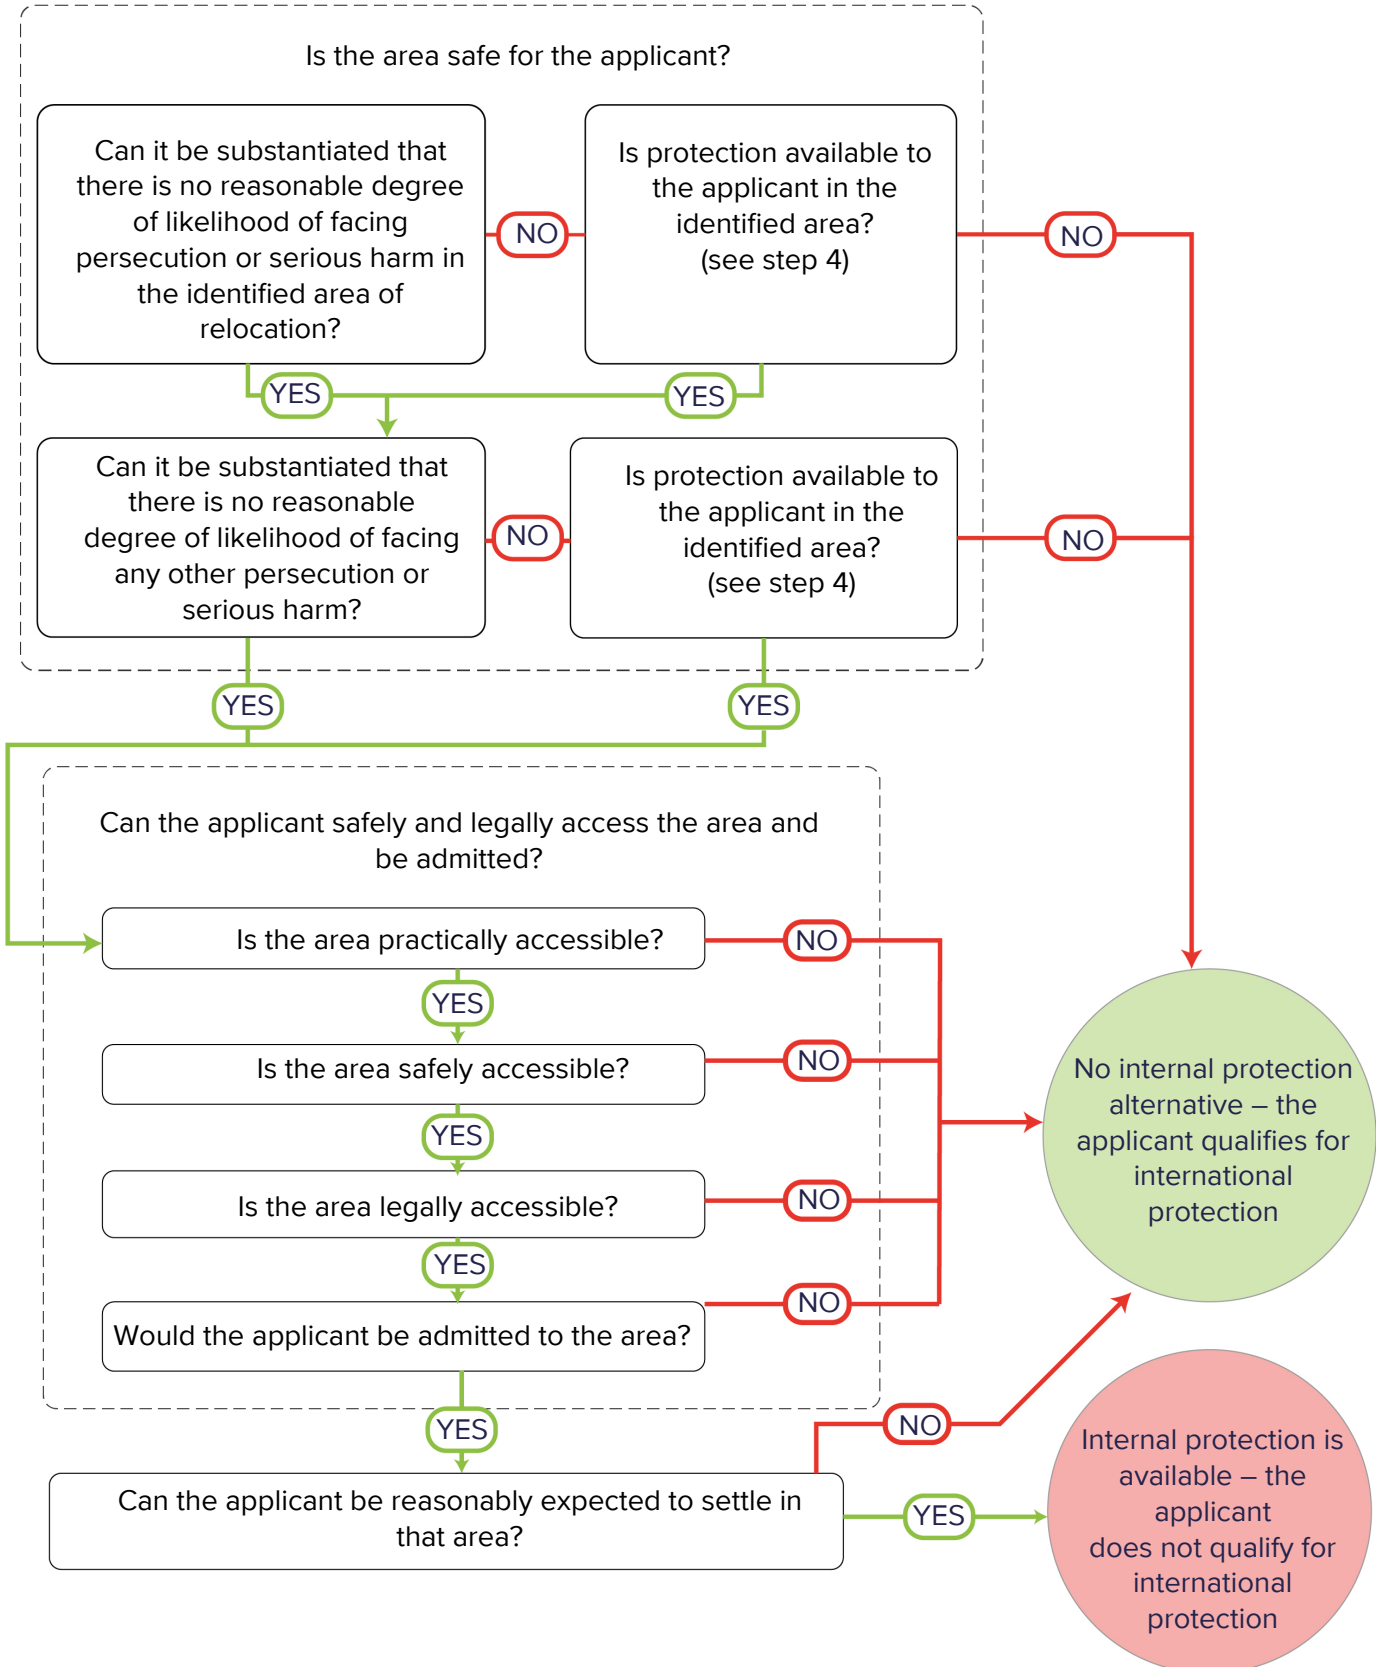 Is the area safe for the applicant?
Can it be substantiated that
there is no reasonable degree
of likelihood of facing
persecution or serious harm in
the identified area of
relocation?
NO
Is protection available to
the applicant in the
identified area?
(see step 4)
NO
YES
YES
Can it be substantiated that
there is no reasonable
degree of likelihood of facing
any other persecution or
serious harm?
NO
Is protection available to
the applicant in the
identified area?
(see step 4)
NO
YES
YES
Can the applicant safely and legally access the area and
be admitted?
Is the area practically accessible?
NO
YES
Is the area safely accessible?
NO
YES
Is the area legally accessible?
NO
YES
Would the applicant be admitted to the area?
NO
YES
No internal protection
alternative – the
applicant qualifies for
international
protection
NO
Can the applicant be reasonably expected to settle in
that area?
YES
Internal protection is
available – the
applicant
does not qualify for
international
protection